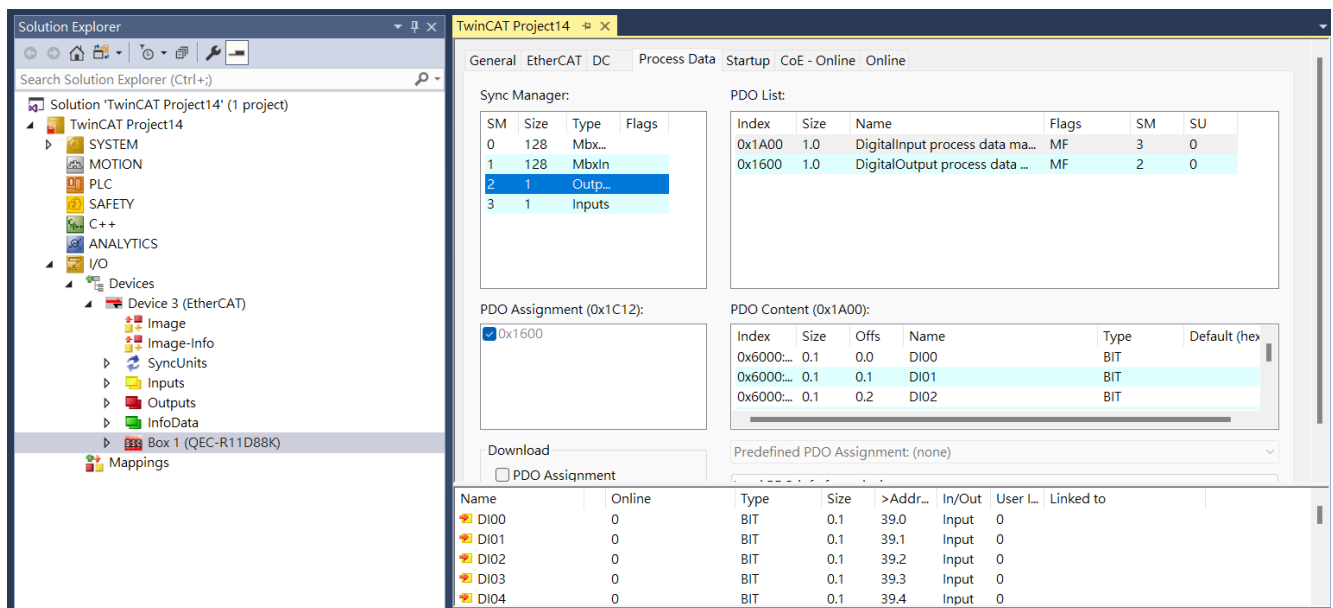 Solution Explorer
Search Solution Explorer (Ctrl+;)
Solution 'TwinCAT Project14' (1 project)
TwinCAT Project14
SYSTEM
MOTION
PLC
SAFETY
C++
ANALYTICS
I/O
Devices
Device 3 (EtherCAT)
Image
Image-Info
SyncUnits
Inputs
Outputs
InfoData
Box 1 (QEC-R11D88K)
Mappings
TwinCAT Project14
General EtherCAT DC Process Data Startup CoE - Online Online
Sync Manager:
SM Size Type Flags
0 128 Mbx...
1 128 MbxIn
2 1 Outp...
3 1 Inputs
PDO List:
Index Size Name Flags SM SU
0x1A00 1.0 DigitalInput process data ma... MF 3 0
0x1600 1.0 DigitalOutput process data ... MF 2 0
PDO Assignment (0x1C12):
0x1600
PDO Content (0x1A00):
Index Size Offs Name Type Default (hex
0x6000:... 0.1 0.0 DI00 BIT
0x6000:... 0.1 0.1 DI01 BIT
0x6000:... 0.1 0.2 DI02 BIT
Download
PDO Assignment
Predefined PDO Assignment: (none)
Name Online Type Size >Addr... In/Out User I... Linked to
DI00 0 BIT 0.1 39.0 Input 0
DI01 0 BIT 0.1 39.1 Input 0
DI02 0 BIT 0.1 39.2 Input 0
DI03 0 BIT 0.1 39.3 Input 0
DI04 0 BIT 0.1 39.4 Input 0